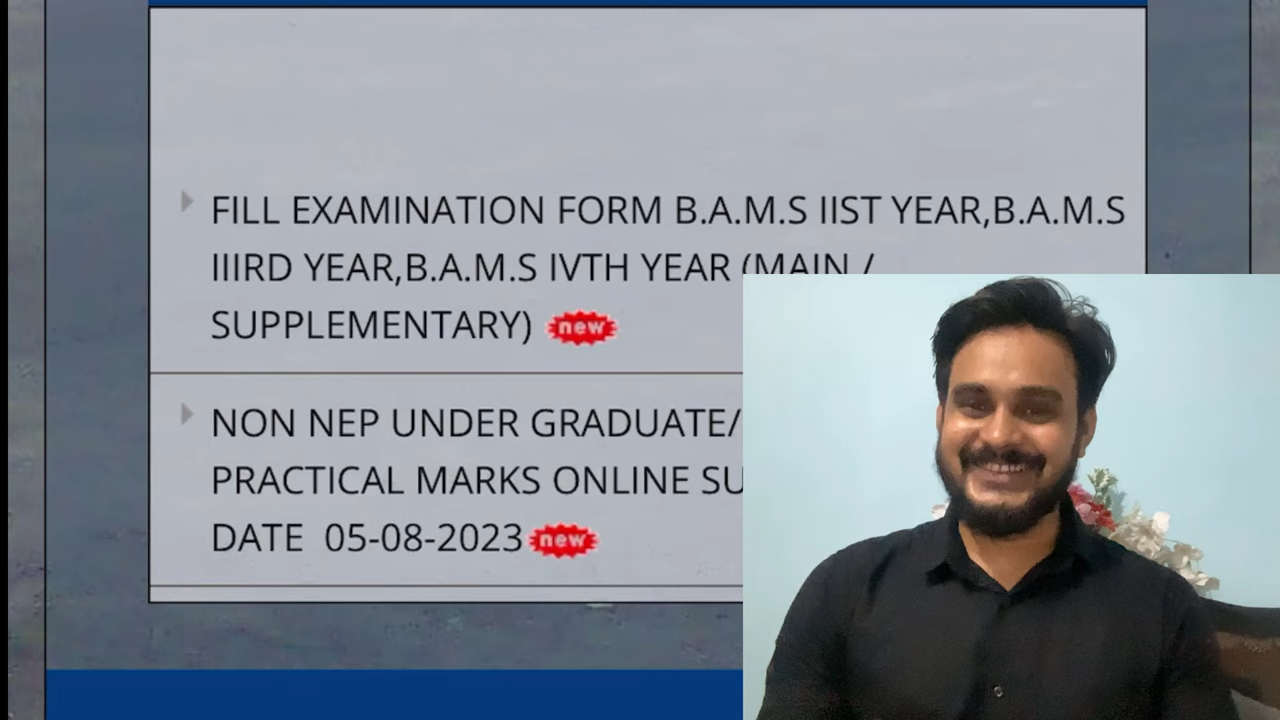 FILL EXAMINATION FORM B.A.M.S IIST YEAR,B.A.M.S
IIIRD YEAR,B.A.M.S IVTH YEAR (MAIN /
SUPPLEMENTARY) new
NON NEP UNDER GRADUATE/
PRACTICAL MARKS ONLINE
DATE 05-08-2023 new